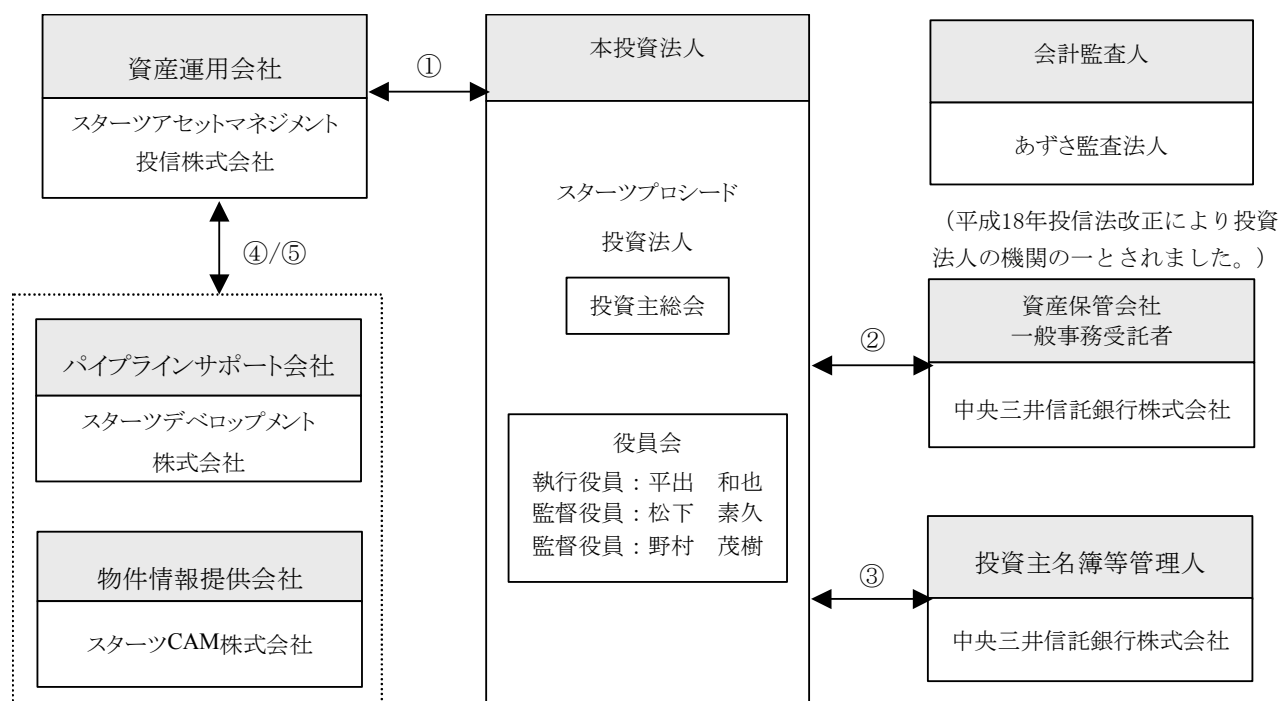 資産運用会社
スターツアセットマネジメント
投信株式会社
①
④/⑤
パイプラインサポート会社
スターツデベロップメント
株式会社
物件情報提供会社
スターツCAM株式会社
本投資法人
スターツプロシード
投資法人
投資主総会
役員会
執行役員：平出　和也
監督役員：松下　素久
監督役員：野村　茂樹
会計監査人
あずさ監査法人
（平成18年投信法改正により投資
法人の機関の一とされました。）
②
資産保管会社
一般事務受託者
中央三井信託銀行株式会社
③
投資主名簿等管理人
中央三井信託銀行株式会社